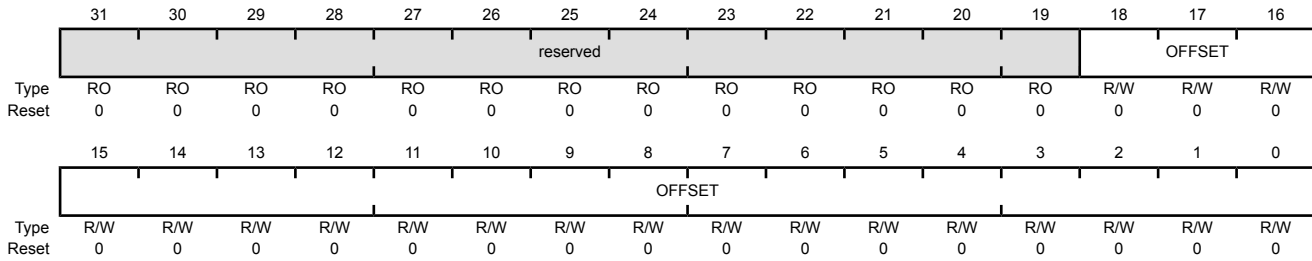 31 30 29 28 27 26 25 24 23 22 21 20 19 18 17 16
reserved OFFSET
Type RO RO RO RO RO RO RO RO RO RO RO RO RO R/W R/W R/W
Reset 0 0 0 0 0 0 0 0 0 0 0 0 0 0 0 0
15 14 13 12 11 10 9 8 7 6 5 4 3 2 1 0
OFFSET
Type R/W R/W R/W R/W R/W R/W R/W R/W R/W R/W R/W R/W R/W R/W R/W R/W
Reset 0 0 0 0 0 0 0 0 0 0 0 0 0 0 0 0